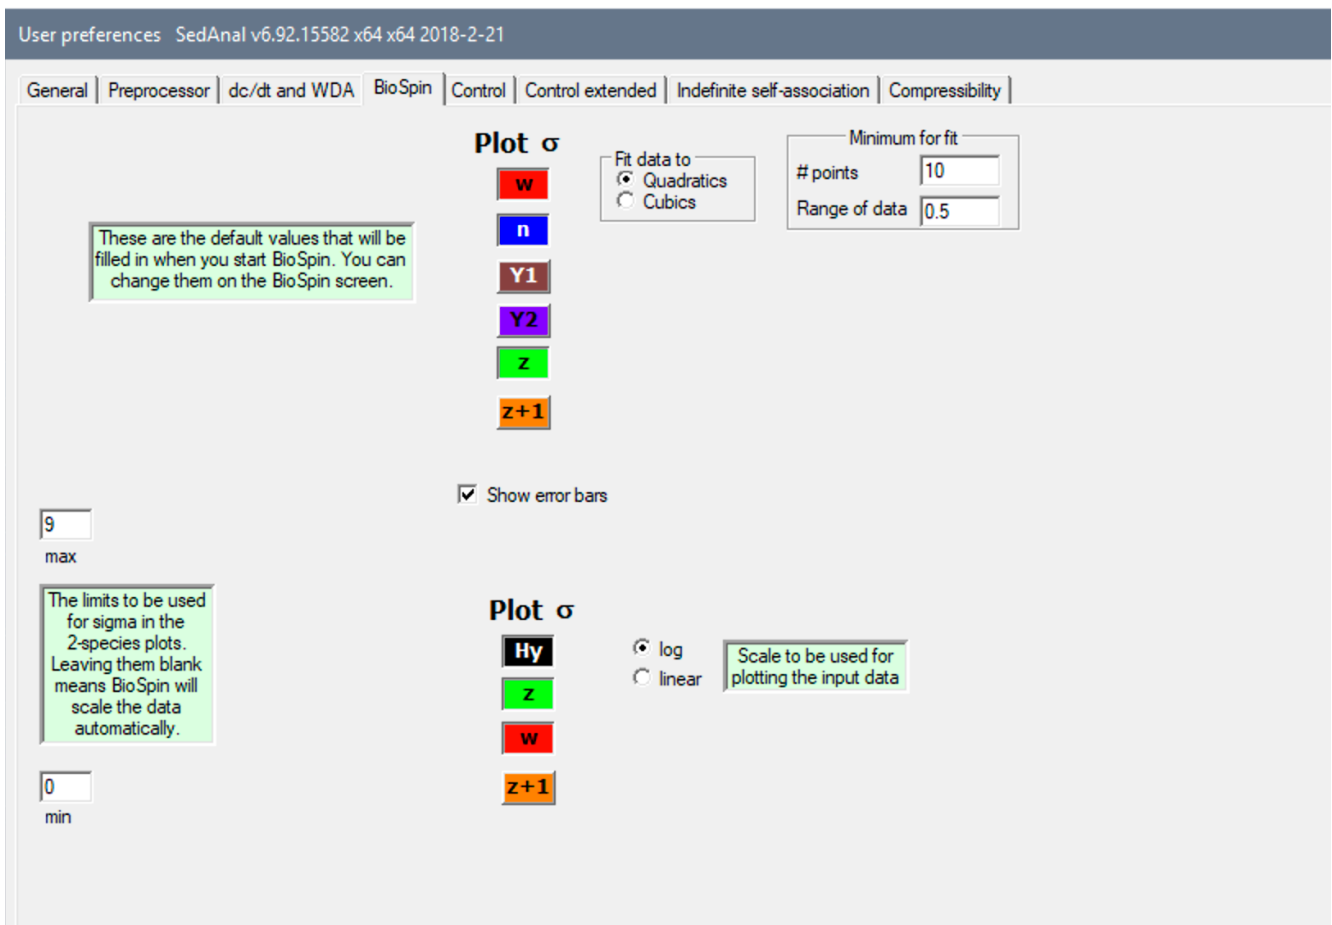 User preferences   SedAnal v6.92.15582 x64 x64 2018-2-21
General Preprocessor dc/dt and WDA BioSpin Control Control extended Indefinite self-association Compressibility
Plot σ
w
n
Y1
Y2
z
z+1
Fit data to
Quadratics
Cubics
Minimum for fit
# points 10
Range of data 0.5
These are the default values that will be
filled in when you start BioSpin. You can
change them on the BioSpin screen.
Show error bars
9
max
The limits to be used
for sigma in the
2-species plots.
Leaving them blank
means BioSpin will
scale the data
automatically.
0
min
Plot σ
Hy
z
w
z+1
log
linear
Scale to be used for
plotting the input data